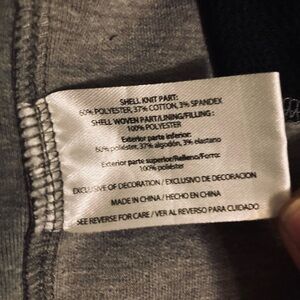 SHELL KNIT PART:
60% POLYESTER, 37% COTTON, 3% SPANDEX
SHELL WOVEN PART/LINING/FILLING :
100% POLYESTER
Exterior parte inferior:
60% poliéster, 37% algodón, 3% elastano
Exterior parte superior/Relleno/Forro:
100% poliéster
EXCLUSIVE OF DECORATION / EXCLUSIVO DE DECORACION
MADE IN CHINA / HECHO EN CHINA
SEE REVERSE FOR CARE / VER AL REVERSO PARA CUIDADO